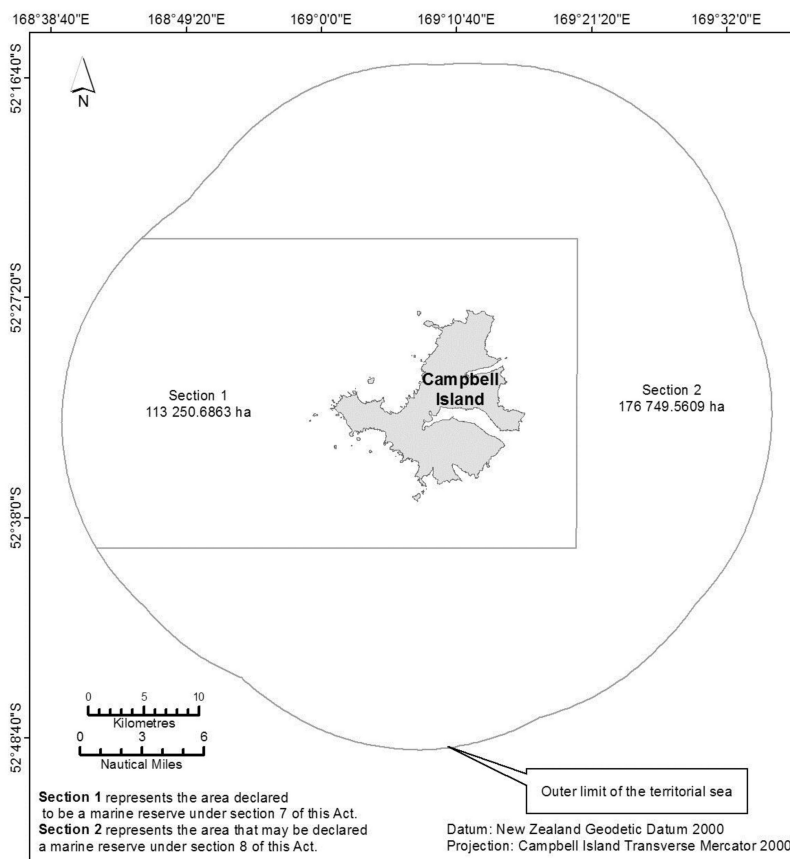 168°38'40"E
168°49'20"E
169°0'0"E
169°10'40"E
169°21'20"E
169°32'0"E
52°16'40"S
N
52°27'20"S
Campbell
Island
Section 1
113 250.6863 ha
Section 2
176 749.5609 ha
52°38'0"S
52°48'40"S
0 5 10
Kilometres
0 3 6
Nautical Miles
Outer limit of the territorial sea
Section 1 represents the area declared
to be a marine reserve under section 7 of this Act.
Section 2 represents the area that may be declared
a marine reserve under section 8 of this Act.
Datum: New Zealand Geodetic Datum 2000
Projection: Campbell Island Transverse Mercator 2000